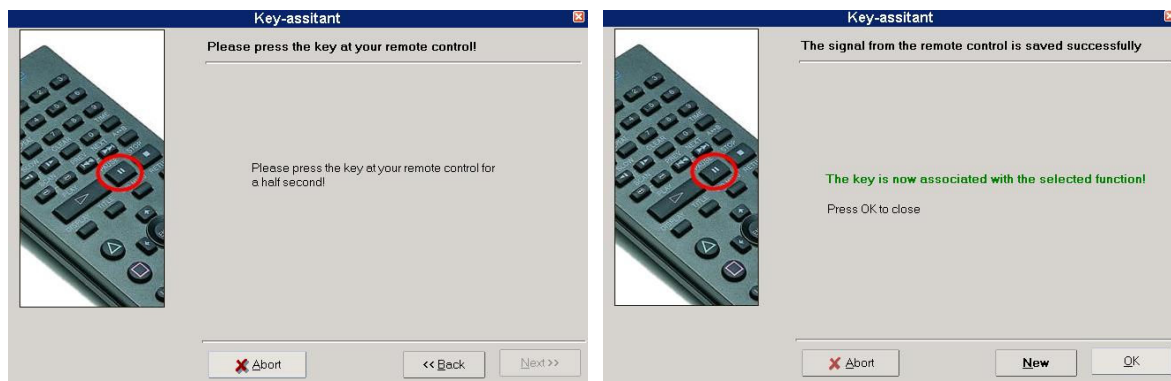 Key-assitant
Please press the key at your remote control!
Please press the key at your remote control for
a half second!
Abort
<< Back
Next >>
Key-assitant
The signal from the remote control is saved successfully
The key is now associated with the selected function!
Press OK to close
Abort
New
OK